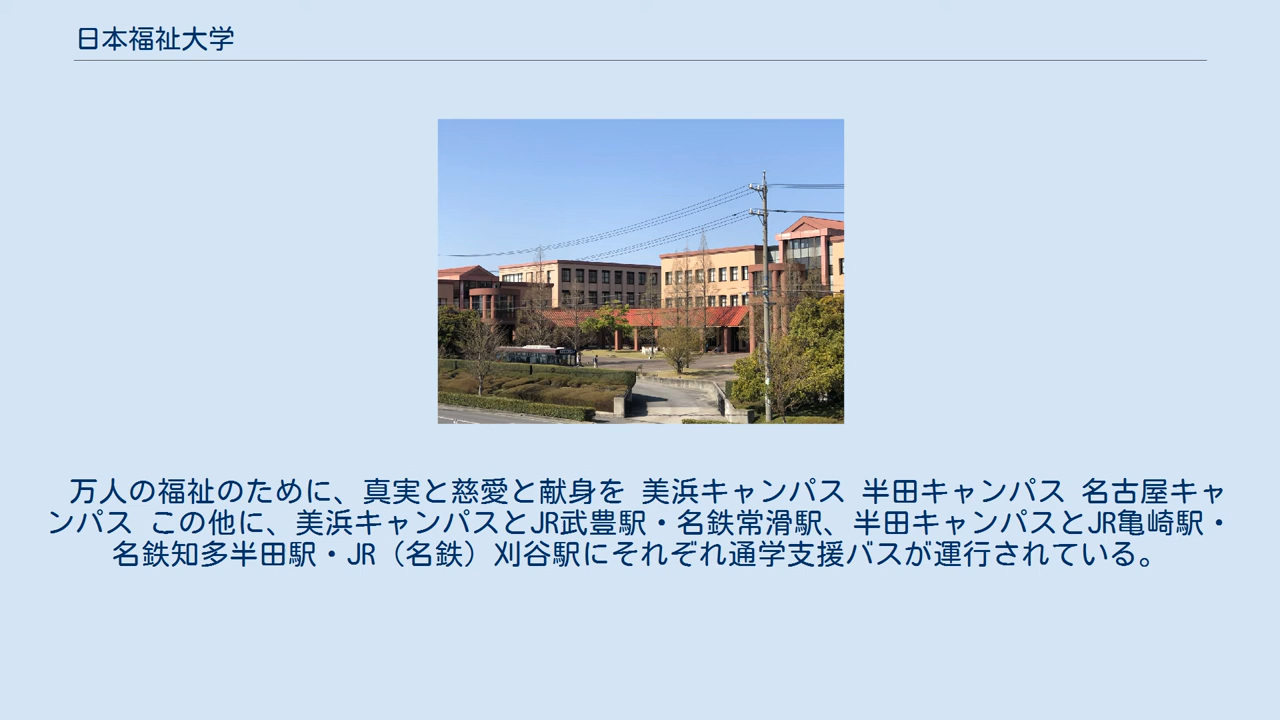 日本福祉大学
万人の福祉のために、真実と慈愛と献身を 美浜キャンパス 半田キャンパス 名古屋キャ
ンパス この他に、美浜キャンパスとJR武豊駅・名鉄常滑駅、半田キャンパスとJR亀崎駅・
名鉄知多半田駅・JR（名鉄）刈谷駅にそれぞれ通学支援バスが運行されている。